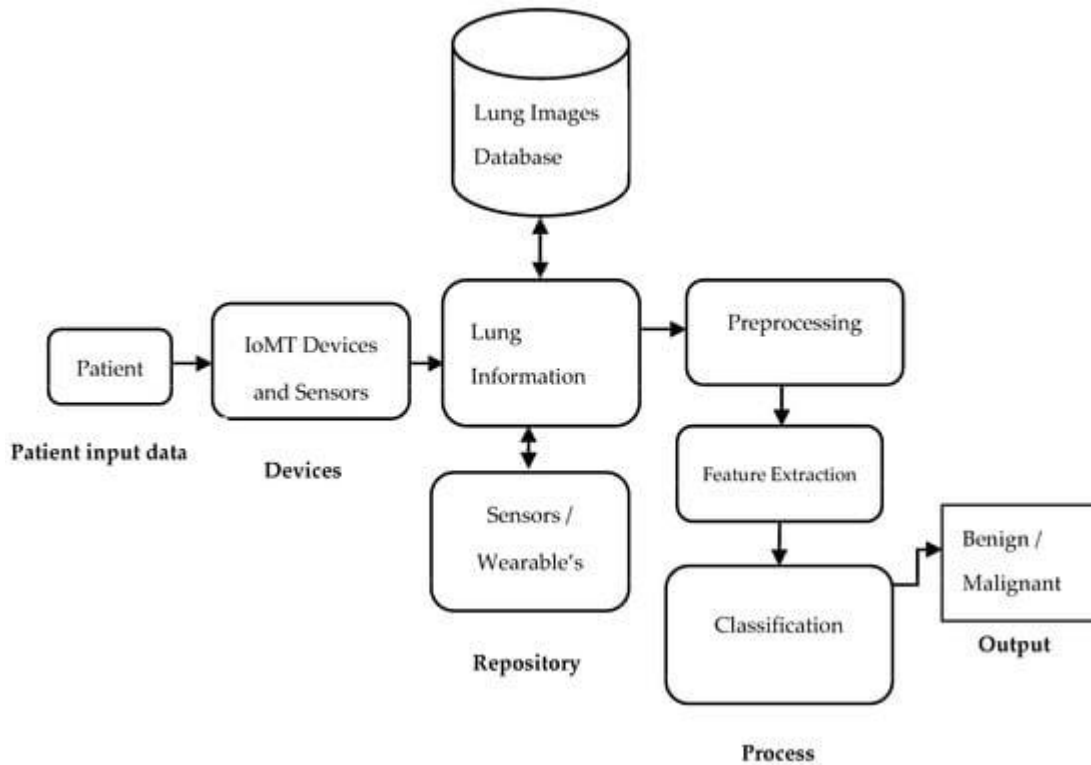 Lung Images
Database
Patient
IoMT Devices
and Sensors
Lung
Information
Preprocessing
Patient input data
Devices
Sensors /
Wearable's
Repository
Feature Extraction
Classification
Benign /
Malignant
Output
Process